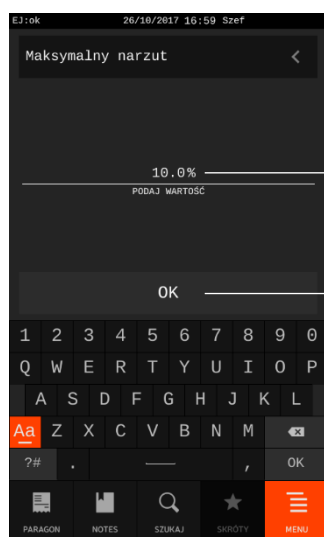 EJ:ok 26/10/2017 16:59 Szef
Maksymalny narzut
10.0%
PODAJ WARTOŚĆ
OK
1 2 3 4 5 6 7 8 9 0
Q W E R T Y U I O P
A S D F G H J K L
Aa Z X C V B N M
?# . , OK
PARAGON NOTES SZUKAJ SKRÓTY MENU